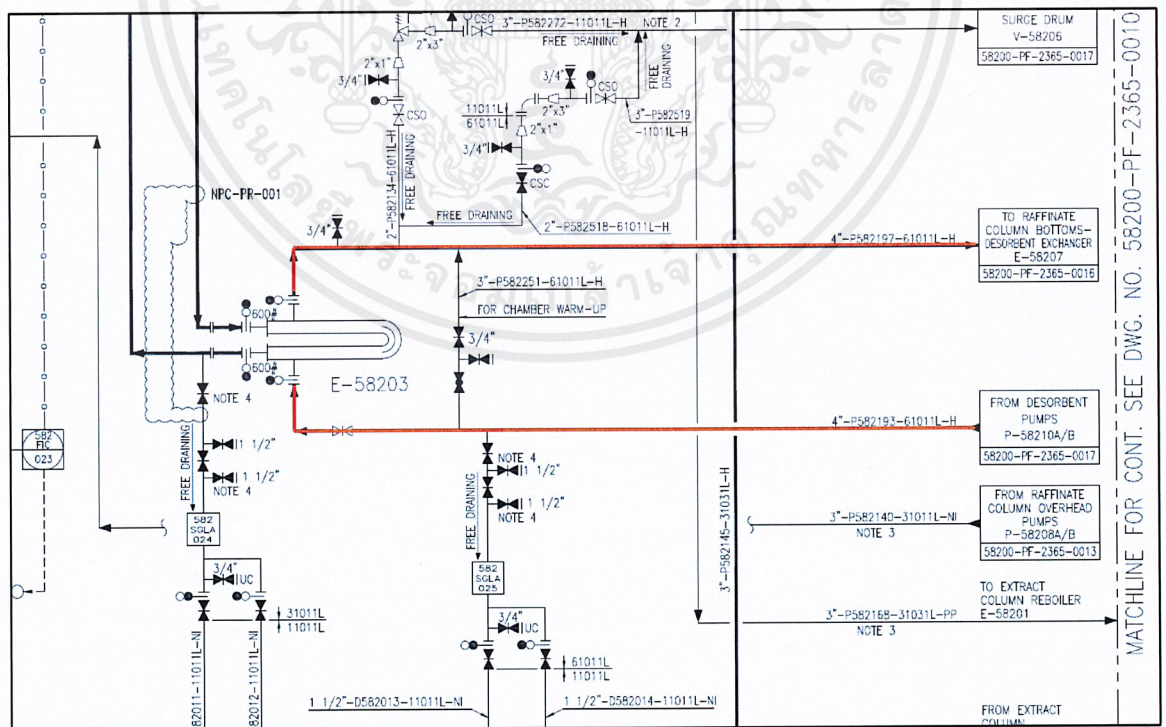 3"-P582272-11011L-H NOTE 2
FREE DRAINING
CSO
2"x3"
2"x1"
3/4"
CSO
SURGE DRUM
V-58206
58200-PF-2365-0017
3/4"
CSO
FREE
DRAINING
2"x3"
3"-P582519
-11011L-H
11011L
61011L
2"x1"
3/4"
CSC
2"-P582134-61011L-H
FREE DRAINING
FREE DRAINING
2"-P582518-61011L-H
NPC-PR-001
3/4"
4"-P582197-61011L-H
TO RAFFINATE
COLUMN BOTTOMS-
DESORBENT EXCHANGER
E-58207
58200-PF-2365-0016
3"-P582251-61011L-H
FOR CHAMBER WARM-UP
600#
600#
3/4"
E-58203
NOTE 4
4"-P582193-61011L-H
FROM DESORBENT
PUMPS
P-58210A/B
58200-PF-2365-0017
582
FIC
023
1 1/2"
1 1/2"
NOTE 4
FREE DRAINING
NOTE 4
1 1/2"
1 1/2"
NOTE 4
FREE DRAINING
582
SGLA
024
582
SGLA
025
3"-P582145-31031L-H
3"-P582140-31011L-NI
NOTE 3
FROM RAFFINATE
COLUMN OVERHEAD
PUMPS
P-58208A/B
58200-PF-2365-0013
3/4"
UC
31011L
11011L
3/4"
UC
61011L
11011L
3"-P582168-31031L-PP
NOTE 3
TO EXTRACT
COLUMN REBOILER
E-58201
82011-11011L-NI
82012-11011L-NI
1 1/2"-D582013-11011L-NI
1 1/2"-D582014-11011L-NI
FROM EXTRACT
COLUMN
MATCHLINE FOR CONT. SEE DWG. NO. 58200-PF-2365-0010